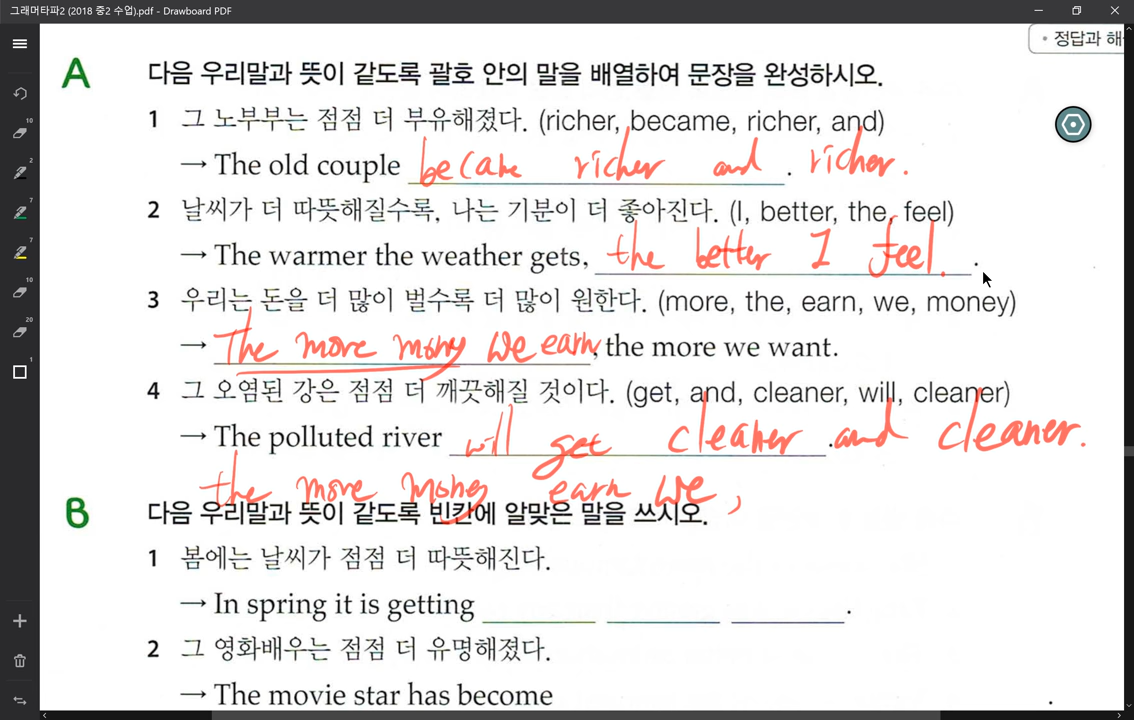 그래머타파2 (2018 중2 수업).pdf - Drawboard PDF
• 정답과 해
A 다음 우리말과 뜻이 같도록 괄호 안의 말을 배열하여 문장을 완성하시오.
1 그 노부부는 점점 더 부유해졌다. (richer, became, richer, and)
→ The old couple became richer and . richer.
2 날씨가 더 따뜻해질수록, 나는 기분이 더 좋아진다. (I, better, the, feel)
→ The warmer the weather gets, the better I feel. .
3 우리는 돈을 더 많이 벌수록 더 많이 원한다. (more, the, earn, we, money)
→ The more money we earn, the more we want.
4 그 오염된 강은 점점 더 깨끗해질 것이다. (get, and, cleaner, will, cleaner)
→ The polluted river will get cleaner . and cleaner.
the more money earn we ,
B 다음 우리말과 뜻이 같도록 빈칸에 알맞은 말을 쓰시오.
1 봄에는 날씨가 점점 더 따뜻해진다.
→ In spring it is getting .
2 그 영화배우는 점점 더 유명해졌다.
→ The movie star has become .
10
2
7
7
10
20
1